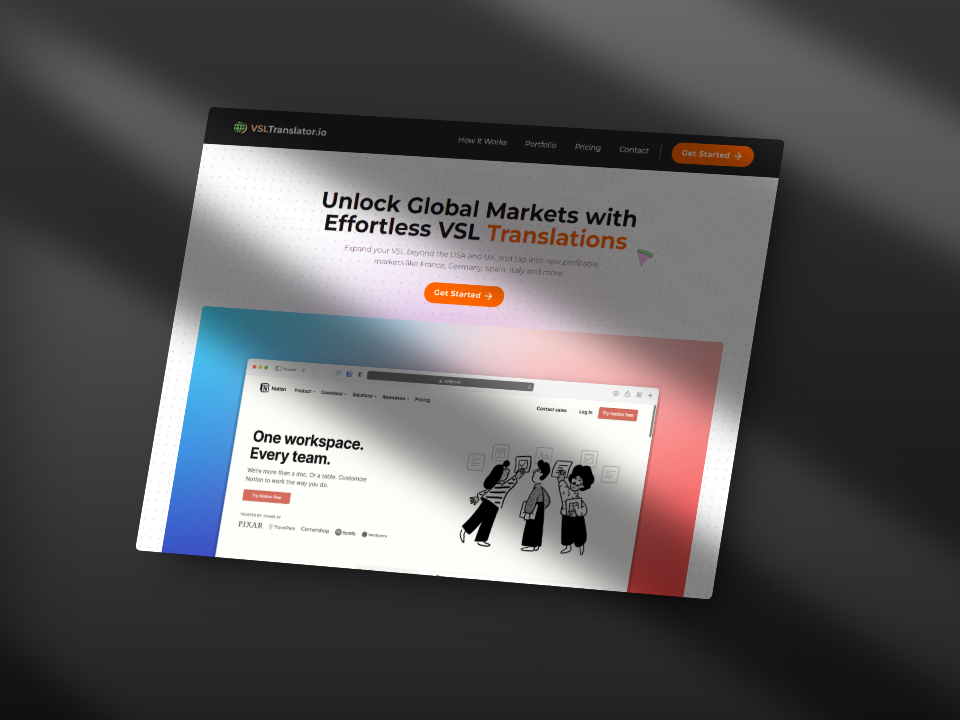 VSLTranslator.io
How It Works Portfolio Pricing Contact Get Started →
Unlock Global Markets with
Effortless VSL Translations
Expand your VSL beyond the USA and UK, and tap into new profitable
markets like France, Germany, Spain, Italy and more.
Get Started →
Notion Product Download Solutions Resources Pricing Contact sales Log in Try Notion free
One workspace.
Every team.
We're more than a doc. Or a table. Customize
Notion to work the way you do.
Try Notion free
TRUSTED BY TEAMS AT
PIXAR TravelPerk Cornershop Spotify